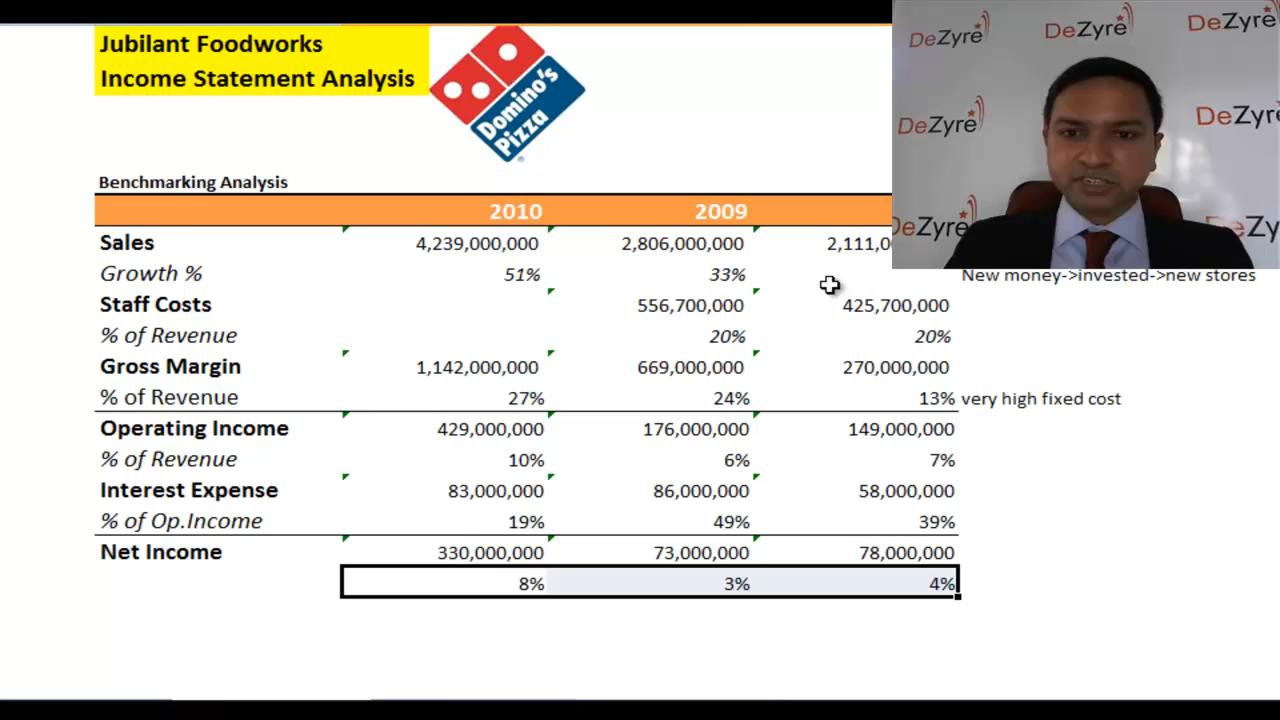 Jubilant Foodworks
Income Statement Analysis
Domino's
Pizza
DeZyre DeZyre DeZyre
DeZyre DeZyre
DeZyre
Benchmarking Analysis
2010 2009
Sales 4,239,000,000 2,806,000,000 2,111,0
Growth % 51% 33% New money->invested->new stores
Staff Costs 556,700,000 425,700,000
% of Revenue 20% 20%
Gross Margin 1,142,000,000 669,000,000 270,000,000
% of Revenue 27% 24% 13% very high fixed cost
Operating Income 429,000,000 176,000,000 149,000,000
% of Revenue 10% 6% 7%
Interest Expense 83,000,000 86,000,000 58,000,000
% of Op.Income 19% 49% 39%
Net Income 330,000,000 73,000,000 78,000,000
8% 3% 4%